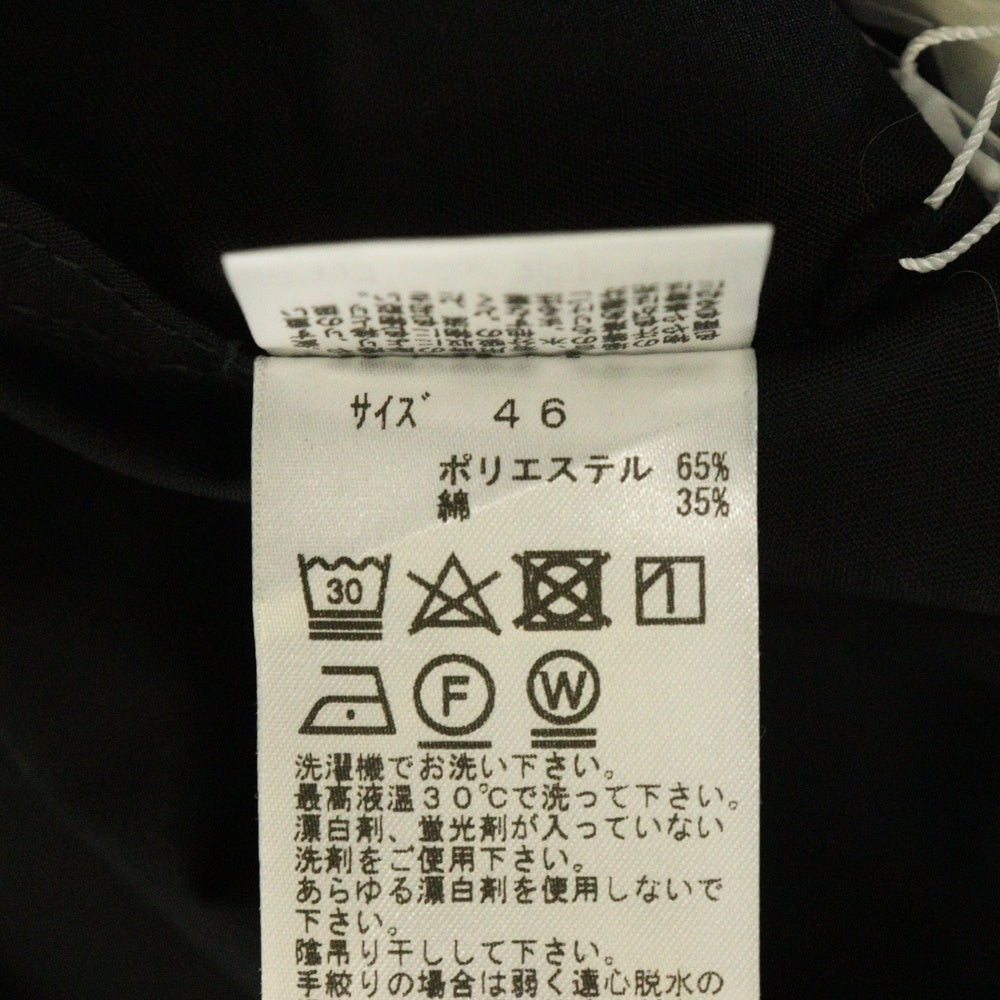 サイズ 46
ポリエステル 65%
綿 35%
30
F W
洗濯機でお洗い下さい。
最高液温30℃で洗って下さい。
漂白剤、蛍光剤が入っていない
洗剤をご使用下さい。
あらゆる漂白剤を使用しないで
下さい。
陰吊り干しして下さい。
手絞りの場合は弱く遠心脱水の